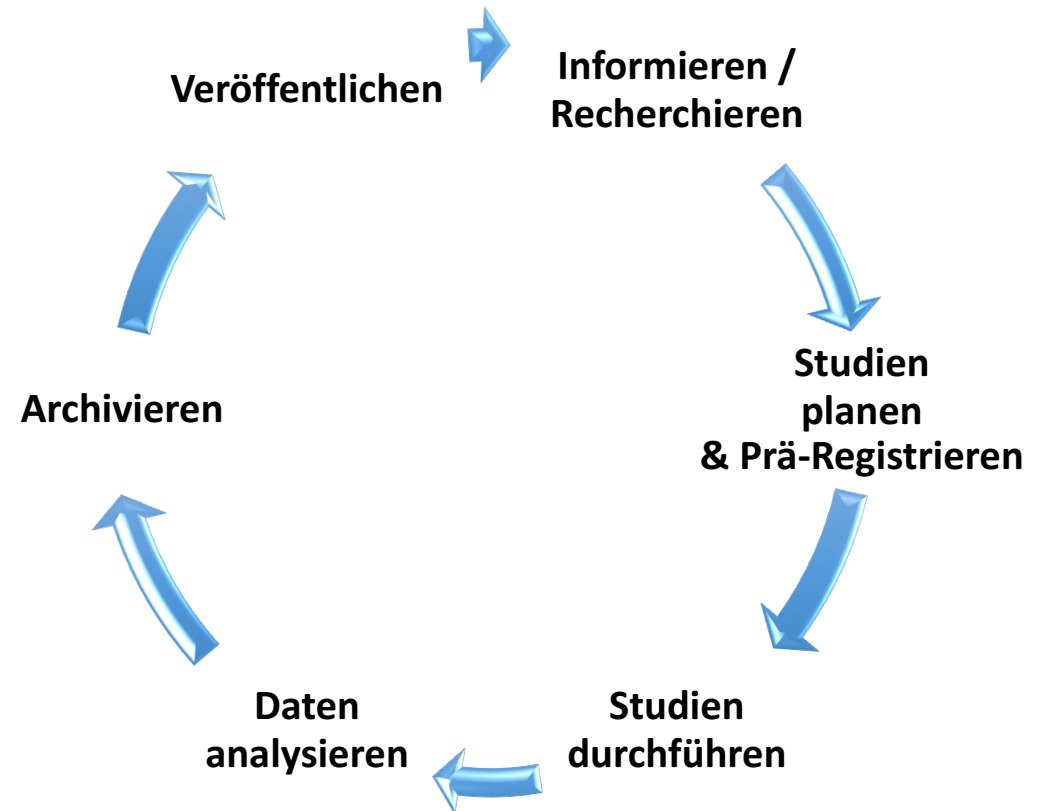 Veröffentlichen
Informieren /
Recherchieren
Studien
planen
& Prä-Registrieren
Studien
durchführen
Daten
analysieren
Archivieren